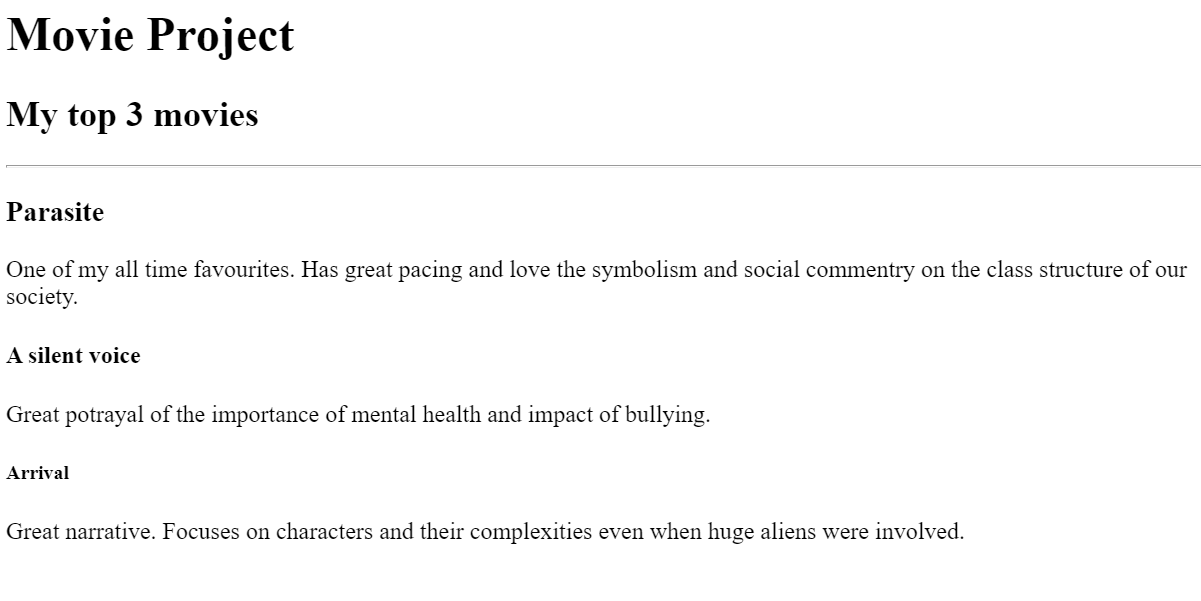 Movie Project
My top 3 movies
Parasite
One of my all time favourites. Has great pacing and love the symbolism and social commentry on the class structure of our
society.
A silent voice
Great potrayal of the importance of mental health and impact of bullying.
Arrival
Great narrative. Focuses on characters and their complexities even when huge aliens were involved.